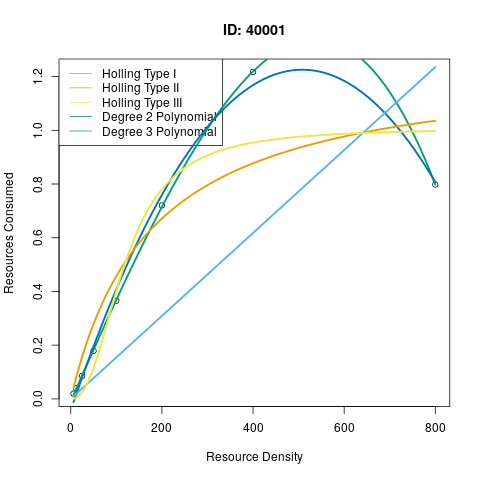 ID: 40001
Holling Type I
Holling Type II
Holling Type III
Degree 2 Polynomial
Degree 3 Polynomial
Resources Consumed
0.0
0.2
0.4
0.6
0.8
1.0
1.2
0 200 400 600 800
Resource Density